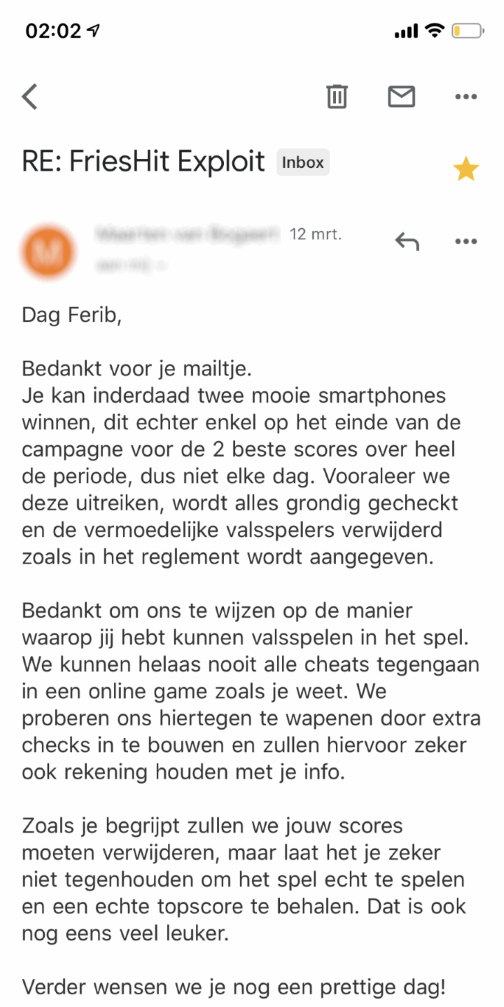 02:02
RE: FriesHit Exploit Inbox
12 mrt.
Dag Ferib,
Bedankt voor je mailtje.
Je kan inderdaad twee mooie smartphones
winnen, dit echter enkel op het einde van de
campagne voor de 2 beste scores over heel
de periode, dus niet elke dag. Vooraleer we
deze uitreiken, wordt alles grondig gecheckt
en de vermoedelijke valsspelers verwijderd
zoals in het reglement wordt aangegeven.
Bedankt om ons te wijzen op de manier
waarop jij hebt kunnen valsspelen in het spel.
We kunnen helaas nooit alle cheats tegengaan
in een online game zoals je weet. We
proberen ons hiertegen te wapenen door extra
checks in te bouwen en zullen hiervoor zeker
ook rekening houden met je info.
Zoals je begrijpt zullen we jouw scores
moeten verwijderen, maar laat het je zeker
niet tegenhouden om het spel echt te spelen
en een echte topscore te behalen. Dat is ook
nog eens veel leuker.
Verder wensen we je nog een prettige dag!